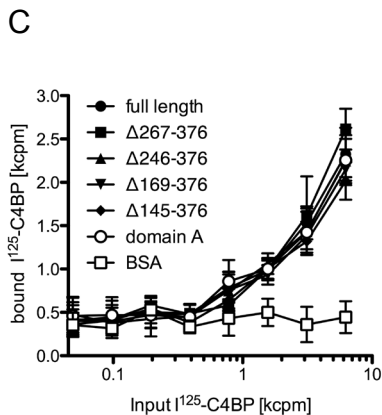 C
3.0
2.5
2.0
1.5
1.0
0.5
0.0
bound I¹²⁵-C4BP [kcpm]
full length
Δ267-376
Δ246-376
Δ169-376
Δ145-376
domain A
BSA
0.1
1
10
Input I¹²⁵-C4BP [kcpm]